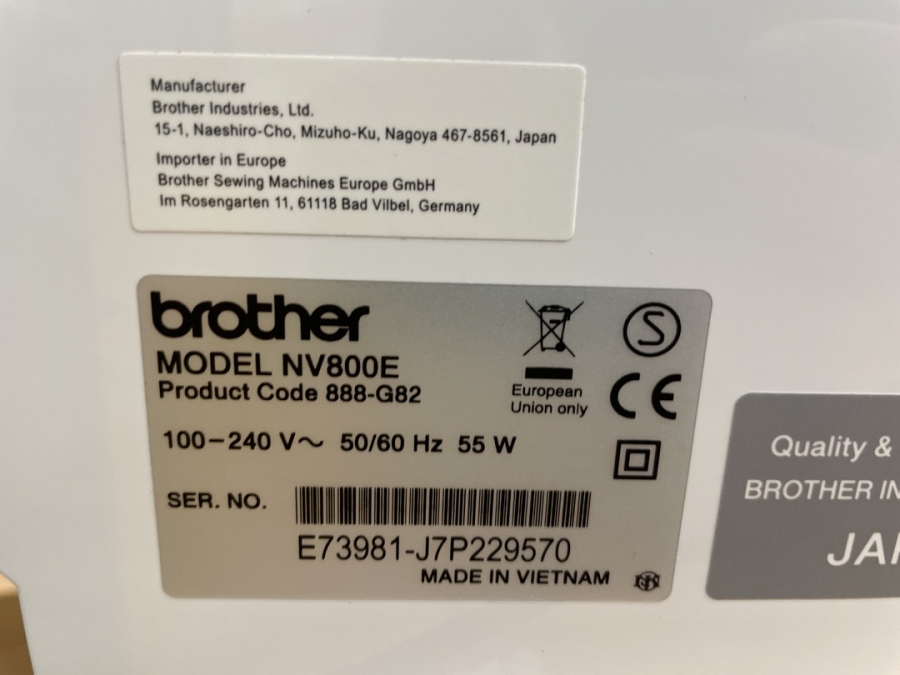 Manufacturer
Brother Industries, Ltd.
15-1, Naeshiro-Cho, Mizuho-Ku, Nagoya 467-8561, Japan
Importer in Europe
Brother Sewing Machines Europe GmbH
Im Rosengarten 11, 61118 Bad Vilbel, Germany
brother
MODEL NV800E
Product Code 888-G82
European
Union only
S
CE
100-240 V~ 50/60 Hz 55 W
SER. NO.
E73981-J7P229570
MADE IN VIETNAM
Quality &
BROTHER IN
JA